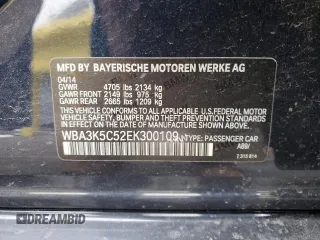 MFD BY BAYERISCHE MOTOREN WERKE AG
04/14
GVWR 4705 lbs 2134 kg
GAWR FRONT 2149 lbs 975 kg
GAWR REAR 2665 lbs 1209 kg
THIS VEHICLE CONFORMS TO ALL APPLICABLE
U.S. FEDERAL MOTOR VEHICLE SAFETY, BUMPER,
AND THEFT PREVENTION STANDARDS IN EFFECT
ON THE DATE OF MANUFACTURE SHOWN ABOVE.
WBA3K5C52EK300109 TYPE: PASSENGER CAR
A89/
DREAMBID